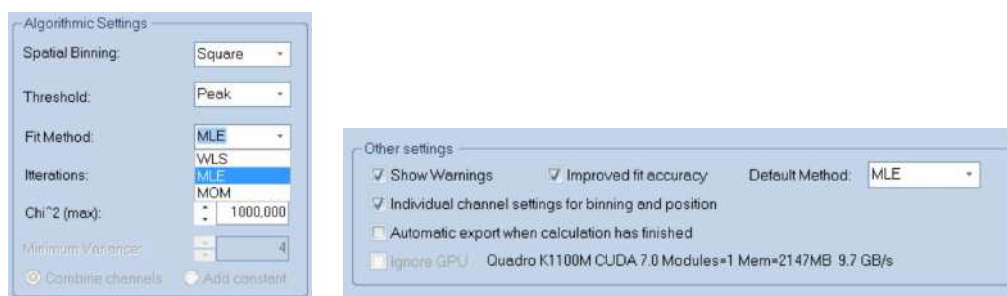 Algorithmic Settings
Spatial Binning: Square
Threshold: Peak
Fit Method: MLE
WLS
MLE
MOM
Itterations:
Chi^2 (max): 1000,000
Minimum Variance: 4
Combine channels Add constant
Other settings
Show Warnings Improved fit accuracy Default Method: MLE
Individual channel settings for binning and position
Automatic export when calculation has finished
Ignore GPU Quadro K1100M CUDA 7.0 Modules=1 Mem=2147MB 9.7 GB/s